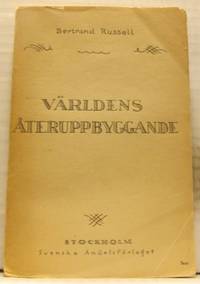 Bertrand Russell
VÄRLDENS
ÅTERUPPBYGGANDE
STOCKHOLM
Svenska Andelsförlaget